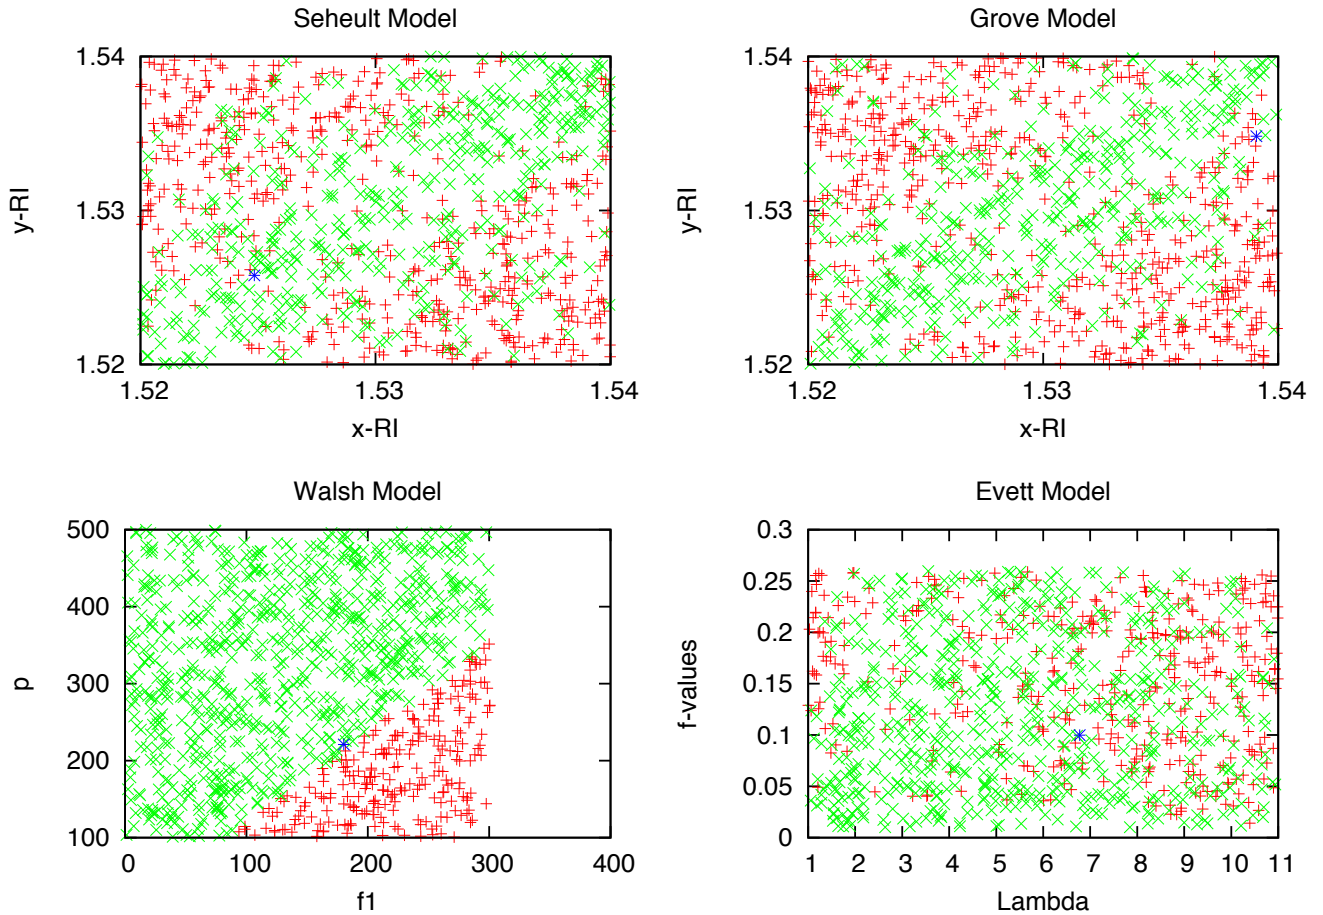 Seheult Model
1.54
1.53
1.52
y-RI
1.52 1.53 1.54
x-RI
Grove Model
1.54
1.53
1.52
y-RI
1.52 1.53 1.54
x-RI
Walsh Model
500
400
300
200
100
p
0 100 200 300 400
f1
Evett Model
0.3
0.25
0.2
0.15
0.1
0.05
0
f-values
1 2 3 4 5 6 7 8 9 10 11
Lambda